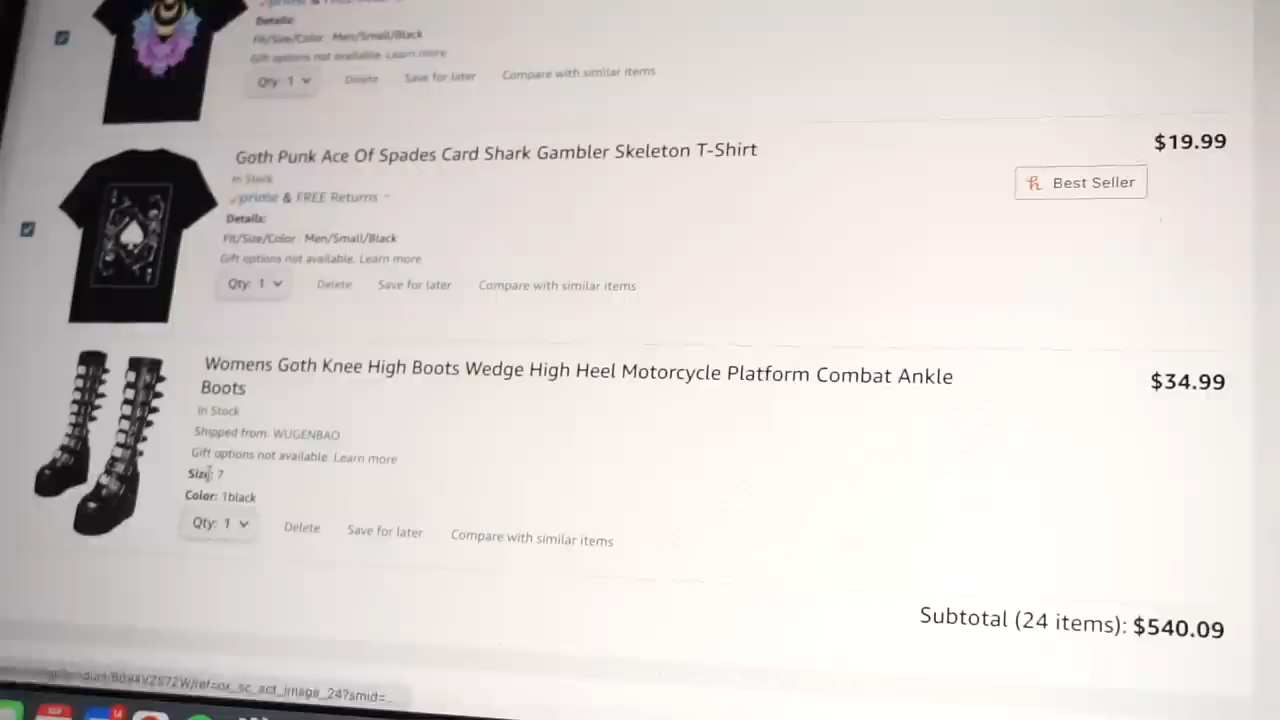 prime & FREE Returns
Details:
Fit/Size/Color: Men/Small/Black
Gift options not available. Learn more
Qty: 1 Delete Save for later Compare with similar items
Goth Punk Ace Of Spades Card Shark Gambler Skeleton T-Shirt
$19.99
In Stock
Best Seller
prime & FREE Returns
Details:
Fit/Size/Color: Men/Small/Black
Gift options not available. Learn more
Qty: 1 Delete Save for later Compare with similar items
Womens Goth Knee High Boots Wedge High Heel Motorcycle Platform Combat Ankle
Boots
$34.99
In Stock
Shipped from: WUGENBAO
Gift options not available. Learn more
Size: 7
Color: 1black
Qty: 1 Delete Save for later Compare with similar items
Subtotal (24 items): $540.09